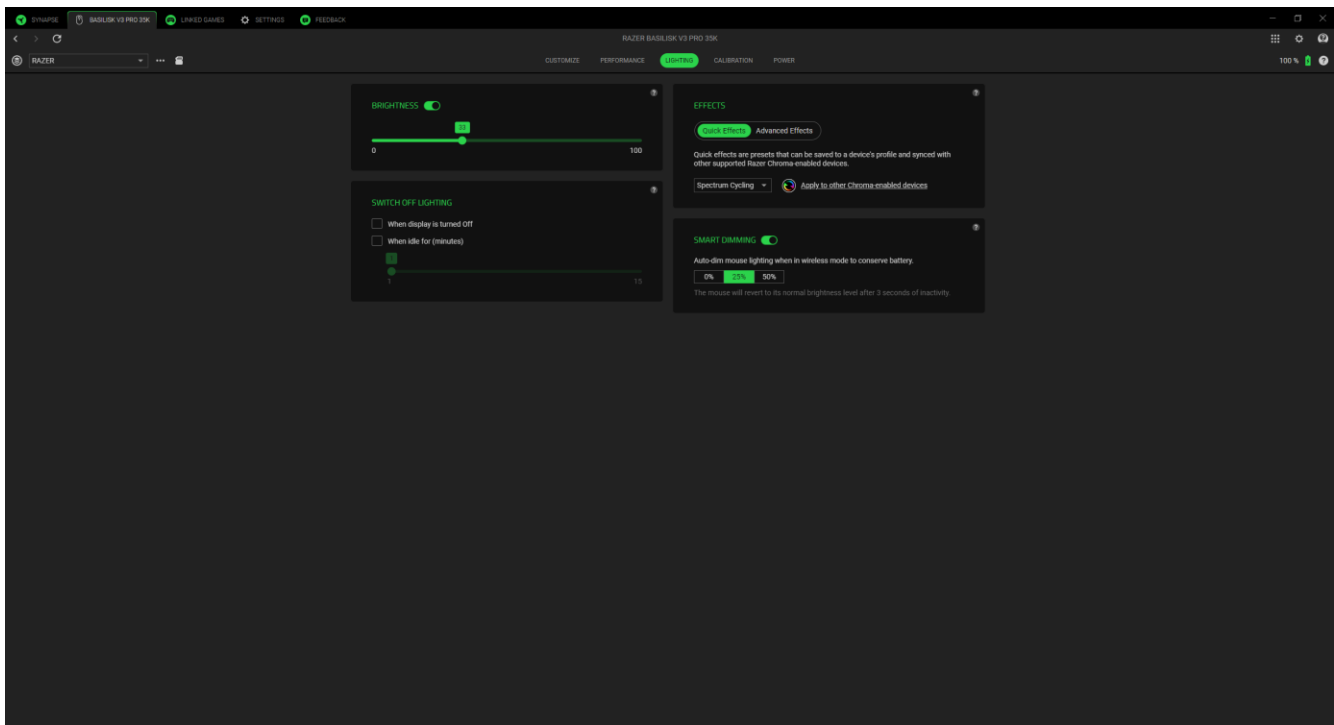 SYNAPSE
BASILISK V3 PRO 35K
LINKED GAMES
SETTINGS
FEEDBACK
RAZER BASILISK V3 PRO 35K
RAZER
CUSTOMIZE
PERFORMANCE
LIGHTING
CALIBRATION
POWER
100 %
BRIGHTNESS
33
0
100
SWITCH OFF LIGHTING
When display is turned Off
When idle for (minutes)
1
1
15
EFFECTS
Quick Effects
Advanced Effects
Quick effects are presets that can be saved to a device's profile and synced with
other supported Razer Chroma-enabled devices.
Spectrum Cycling
Apply to other Chroma-enabled devices
SMART DIMMING
Auto-dim mouse lighting when in wireless mode to conserve battery.
0%
25%
50%
The mouse will revert to its normal brightness level after 3 seconds of inactivity.